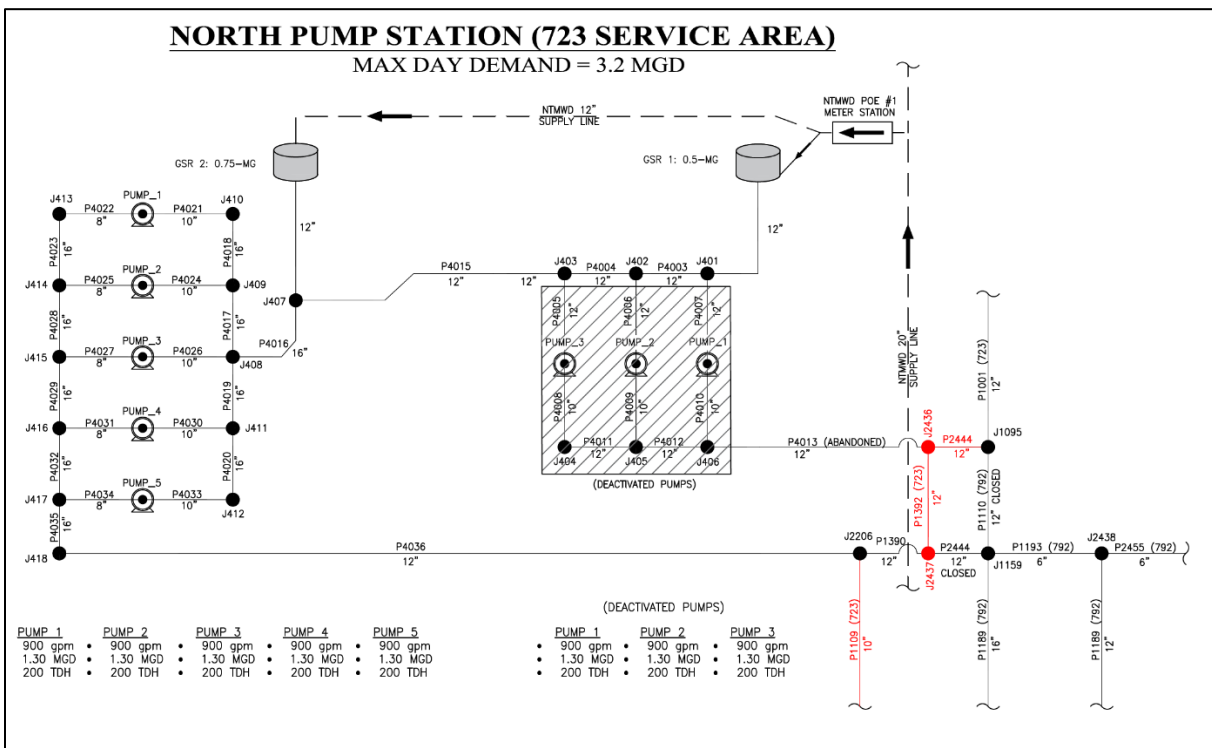 NORTH PUMP STATION (723 SERVICE AREA)
MAX DAY DEMAND = 3.2 MGD
NTMWD 12"
SUPPLY LINE
NTMWD POE #1
METER STATION
GSR 2: 0.75-MG
GSR 1: 0.5-MG
12"
12"
J413
P4022
8"
PUMP_1
P4021
10"
J410
P4023
16"
P4018
16"
J414
P4025
8"
PUMP_2
P4024
10"
J409
P4028
16"
P4017
16"
J415
P4027
8"
PUMP_3
P4026
10"
J408
P4029
16"
P4019
16"
J416
P4031
8"
PUMP_4
P4030
10"
J411
P4032
16"
P4020
16"
J417
P4034
8"
PUMP_5
P4033
10"
J412
P4035
16"
J418
J407
P4016
16"
P4015
12"
12"
J403
P4004
12"
J402
P4003
12"
J401
P4005
12"
P4006
12"
P4007
12"
PUMP_3
PUMP_2
PUMP_1
P4008
10"
P4009
10"
P4010
10"
J404
P4011
12"
J405
P4012
12"
J406
(DEACTIVATED PUMPS)
P4013 (ABANDONED)
12"
NTMWD 20"
SUPPLY LINE
J2436
P2444
12"
J1095
P1001 (723)
12"
P1392 (723)
12"
P1110 (792)
12" CLOSED
P4036
12"
J2206
P1390
12"
J2437
P2444
12"
CLOSED
J1159
P1193 (792)
6"
J2438
P2455 (792)
6"
P1109 (723)
10"
P1189 (792)
16"
P1189 (792)
12"
PUMP 1 PUMP 2 PUMP 3 PUMP 4 PUMP 5
900 gpm • 900 gpm • 900 gpm • 900 gpm • 900 gpm
1.30 MGD • 1.30 MGD • 1.30 MGD • 1.30 MGD • 1.30 MGD
200 TDH • 200 TDH • 200 TDH • 200 TDH • 200 TDH
(DEACTIVATED PUMPS)
PUMP 1 PUMP 2 PUMP 3
• 900 gpm • 900 gpm • 900 gpm
• 1.30 MGD • 1.30 MGD • 1.30 MGD
• 200 TDH • 200 TDH • 200 TDH